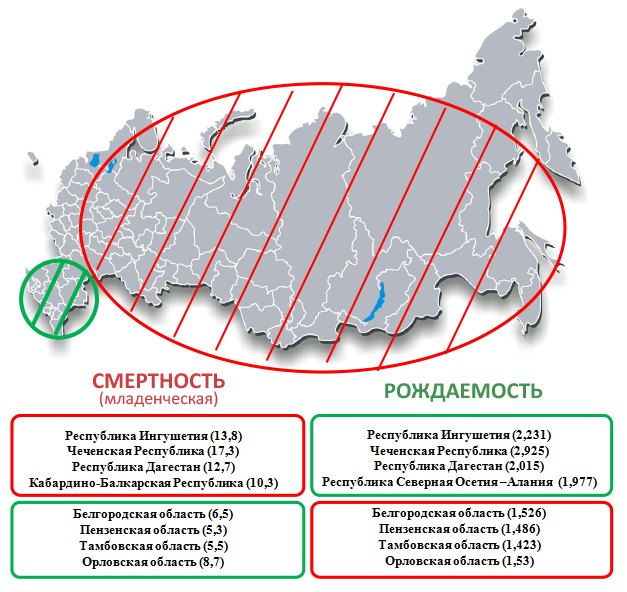 СМЕРТНОСТЬ
(младенческая)
Республика Ингушетия (13,8)
Чеченская Республика (17,3)
Республика Дагестан (12,7)
Кабардино-Балкарская Республика (10,3)
Белгородская область (6,5)
Пензенская область (5,3)
Тамбовская область (5,5)
Орловская область (8,7)
РОЖДАЕМОСТЬ
Республика Ингушетия (2,231)
Чеченская Республика (2,925)
Республика Дагестан (2,015)
Республика Северная Осетия –Алания (1,977)
Белгородская область (1,526)
Пензенская область (1,486)
Тамбовская область (1,423)
Орловская область (1,53)